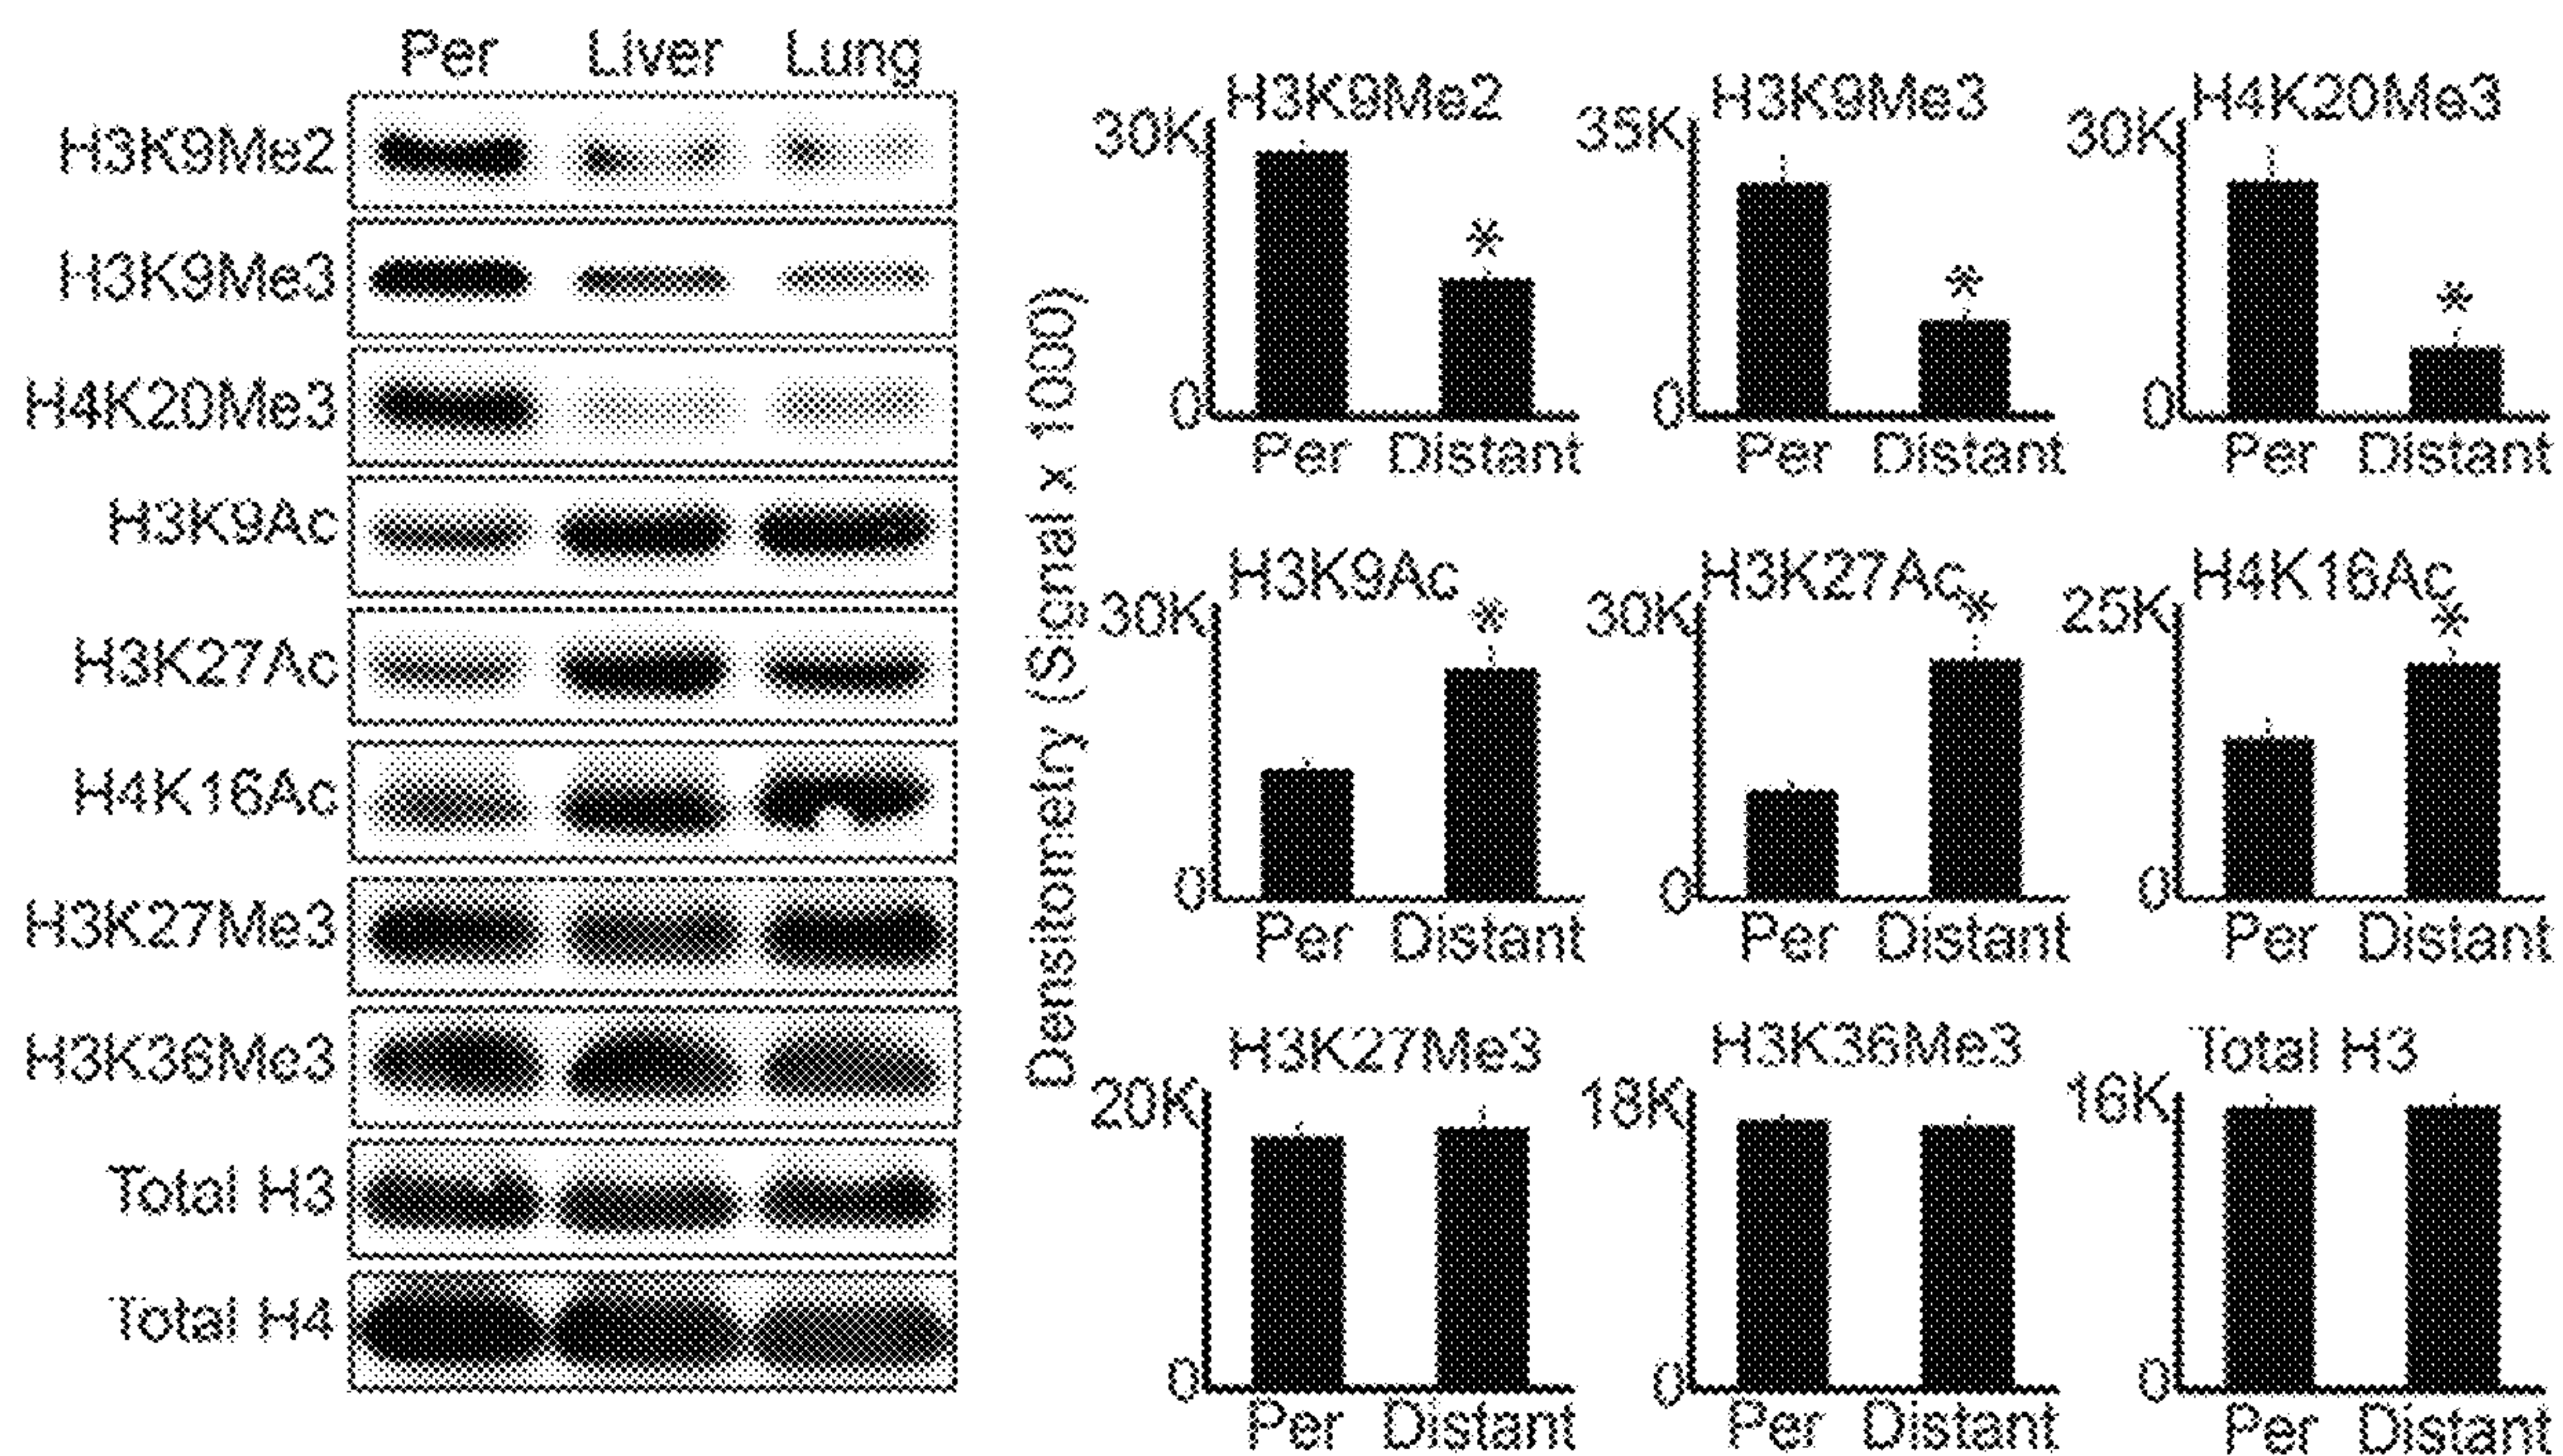 Per Liver Lung
H3K9Me2
H3K9Me3
H4K20Me3
H3K9Ac
H3K27Ac
H4K16Ac
H3K27Me3
H3K36Me3
Total H3
Total H4
Densitometry (Signal x 1000)
H3K9Me2
30K
*
0
Per Distant
H3K9Me3
35K
*
0
Per Distant
H4K20Me3
30K
*
0
Per Distant
H3K9Ac
30K
*
0
Per Distant
H3K27Ac
30K
*
0
Per Distant
H4K16Ac
25K
*
0
Per Distant
H3K27Me3
20K
0
Per Distant
H3K36Me3
18K
0
Per Distant
Total H3
16K
0
Per Distant